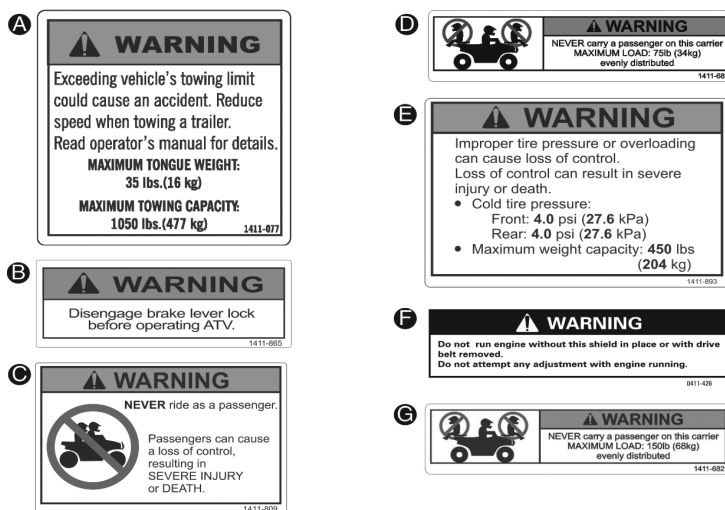 A
WARNING
Exceeding vehicle's towing limit
could cause an accident. Reduce
speed when towing a trailer.
Read operator's manual for details.
MAXIMUM TONGUE WEIGHT:
35 lbs.(16 kg)
MAXIMUM TOWING CAPACITY:
1050 lbs.(477 kg)
1411-077
B
WARNING
Disengage brake lever lock
before operating ATV.
1411-865
C
WARNING
NEVER ride as a passenger.
Passengers can cause
a loss of control,
resulting in
SEVERE INJURY
or DEATH.
1411-809
D
WARNING
NEVER carry a passenger on this carrier
MAXIMUM LOAD: 75lb (34kg)
evenly distributed
E
WARNING
Improper tire pressure or overloading
can cause loss of control.
Loss of control can result in severe
injury or death.
• Cold tire pressure:
Front: 4.0 psi (27.6 kPa)
Rear: 4.0 psi (27.6 kPa)
• Maximum weight capacity: 450 lbs
(204 kg)
1411-893
F
WARNING
Do not run engine without this shield in place or with drive
belt removed.
Do not attempt any adjustment with engine running.
0411-426
G
WARNING
NEVER carry a passenger on this carrier
MAXIMUM LOAD: 150lb (68kg)
evenly distributed
1411-682